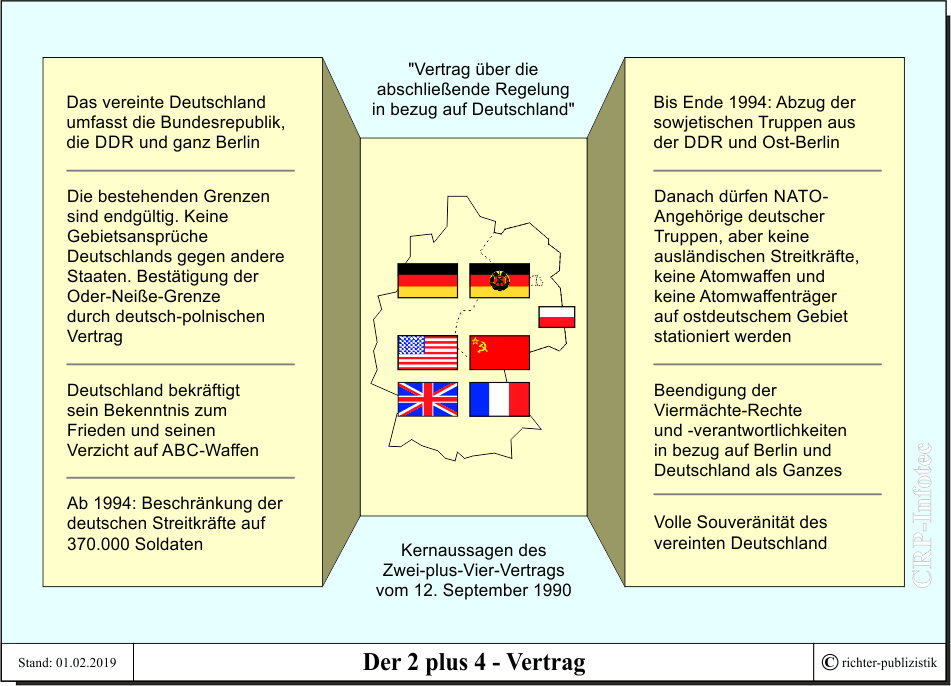 "Vertrag über die
abschließende Regelung
in bezug auf Deutschland"
Das vereinte Deutschland
umfasst die Bundesrepublik,
die DDR und ganz Berlin
Die bestehenden Grenzen
sind endgültig. Keine
Gebietsansprüche
Deutschlands gegen andere
Staaten. Bestätigung der
Oder-Neiße-Grenze
durch deutsch-polnischen
Vertrag
Deutschland bekräftigt
sein Bekenntnis zum
Frieden und seinen
Verzicht auf ABC-Waffen
Ab 1994: Beschränkung der
deutschen Streitkräfte auf
370.000 Soldaten
Bis Ende 1994: Abzug der
sowjetischen Truppen aus
der DDR und Ost-Berlin
Danach dürfen NATO-
Angehörige deutscher
Truppen, aber keine
ausländischen Streitkräfte,
keine Atomwaffen und
keine Atomwaffenträger
auf ostdeutschem Gebiet
stationiert werden
Beendigung der
Viermächte-Rechte
und -verantwortlichkeiten
in bezug auf Berlin und
Deutschland als Ganzes
Volle Souveränität des
vereinten Deutschland
Kernaussagen des
Zwei-plus-Vier-Vertrags
vom 12. September 1990
CRP-Infotec
Stand: 01.02.2019
Der 2 plus 4 - Vertrag
© richter-publizistik